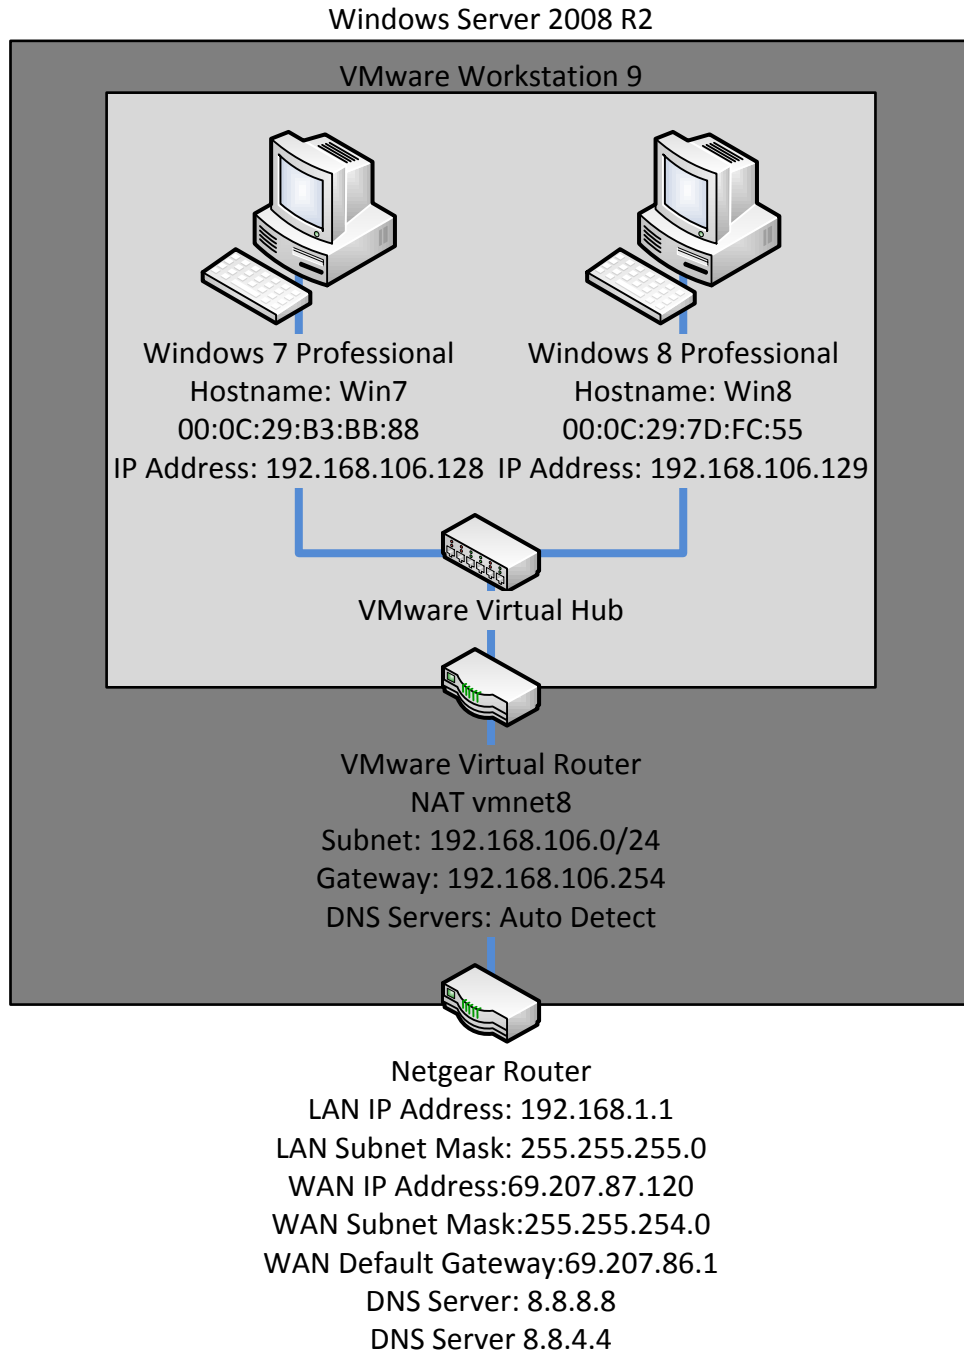 Windows Server 2008 R2
VMware Workstation 9
Windows 7 Professional
Hostname: Win7
00:0C:29:B3:BB:88
IP Address: 192.168.106.128
Windows 8 Professional
Hostname: Win8
00:0C:29:7D:FC:55
IP Address: 192.168.106.129
VMware Virtual Hub
VMware Virtual Router
NAT vmnet8
Subnet: 192.168.106.0/24
Gateway: 192.168.106.254
DNS Servers: Auto Detect
Netgear Router
LAN IP Address: 192.168.1.1
LAN Subnet Mask: 255.255.255.0
WAN IP Address:69.207.87.120
WAN Subnet Mask:255.255.254.0
WAN Default Gateway:69.207.86.1
DNS Server: 8.8.8.8
DNS Server 8.8.4.4